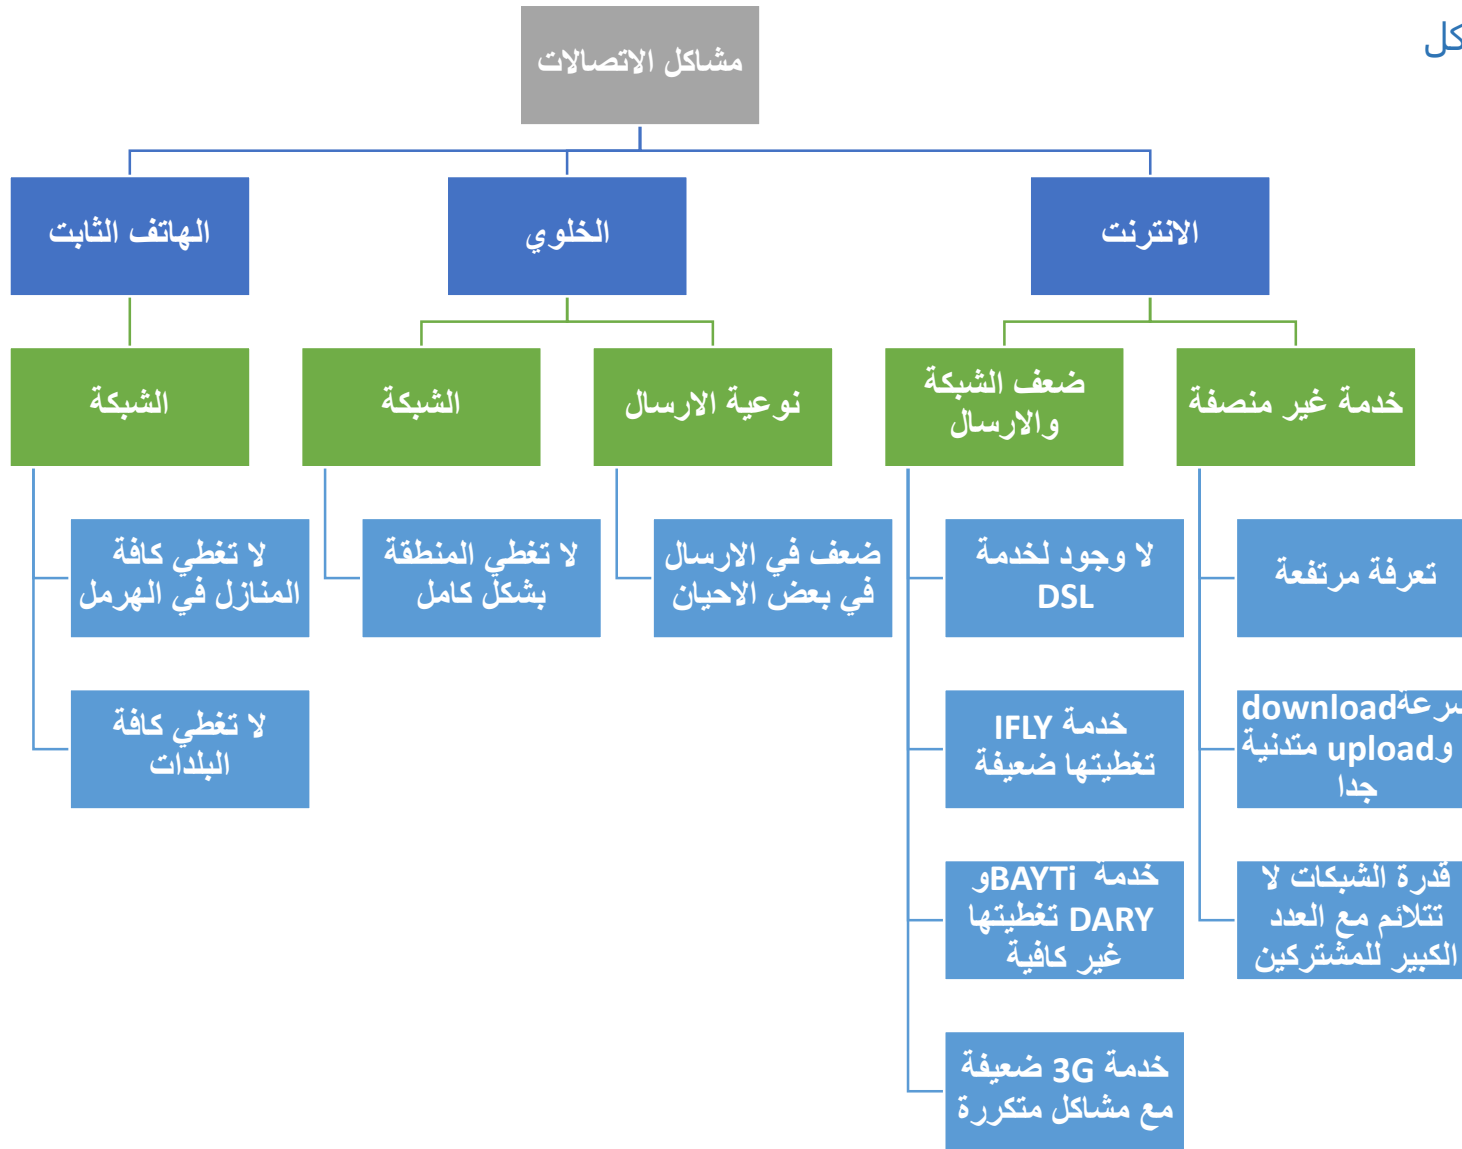 كل
مشاكل الاتصالات
الانترنت
الخلوي
الهاتف الثابت
خدمة غير منصفة
ضعف الشبكة
والارسال
نوعية الارسال
الشبكة
الشبكة
تعرفة مرتفعة
سرعةdownload
وupload متدنية
جدا
قدرة الشبكات لا
تتلائم مع العدد
الكبير للمشتركين
لا وجود لخدمة
DSL
خدمة IFLY
تغطيتها ضعيفة
خدمة BAYTiو
DARY تغطيتها
غير كافية
خدمة 3G ضعيفة
مع مشاكل متكررة
ضعف في الارسال
في بعض الاحيان
لا تغطي المنطقة
بشكل كامل
لا تغطي كافة
المنازل في الهرمل
لا تغطي كافة
البلدات